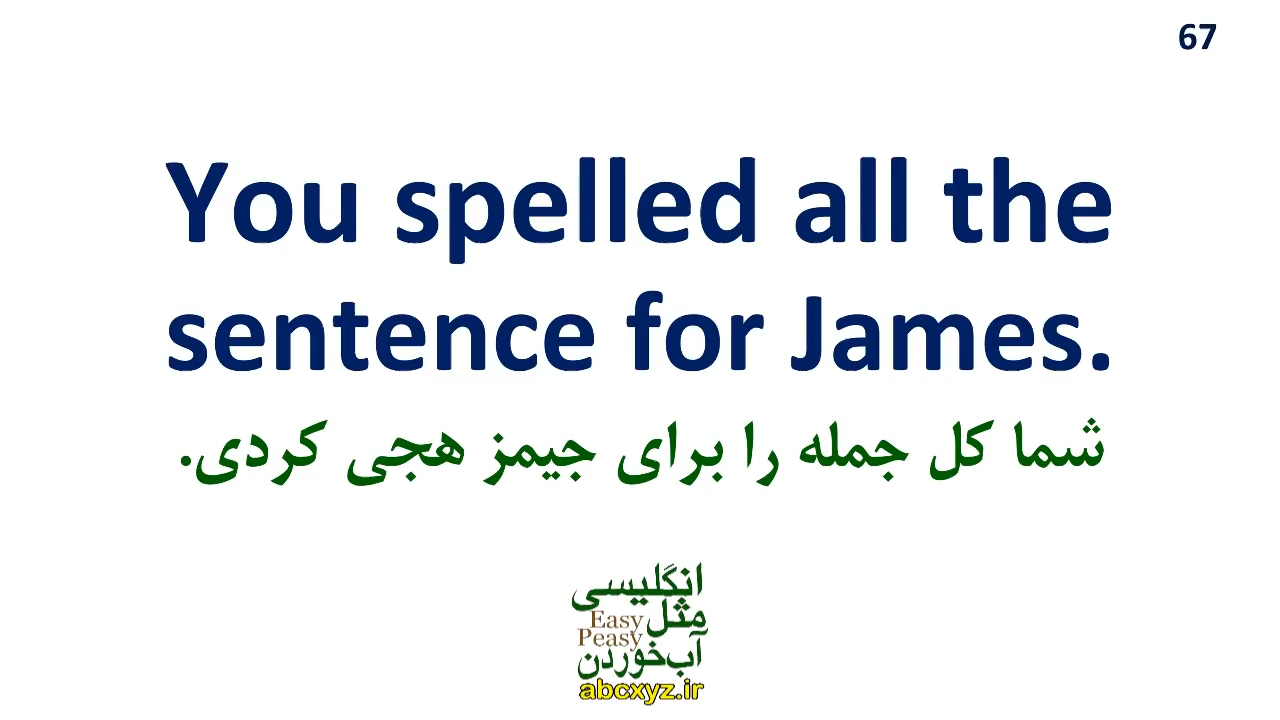 67
You spelled all the
sentence for James.
شما کل جمله را برای جیمز هجی کردی.
انگلیسی
مثل
Easy
Peasy
آب‌خوردن
abcxyz.ir